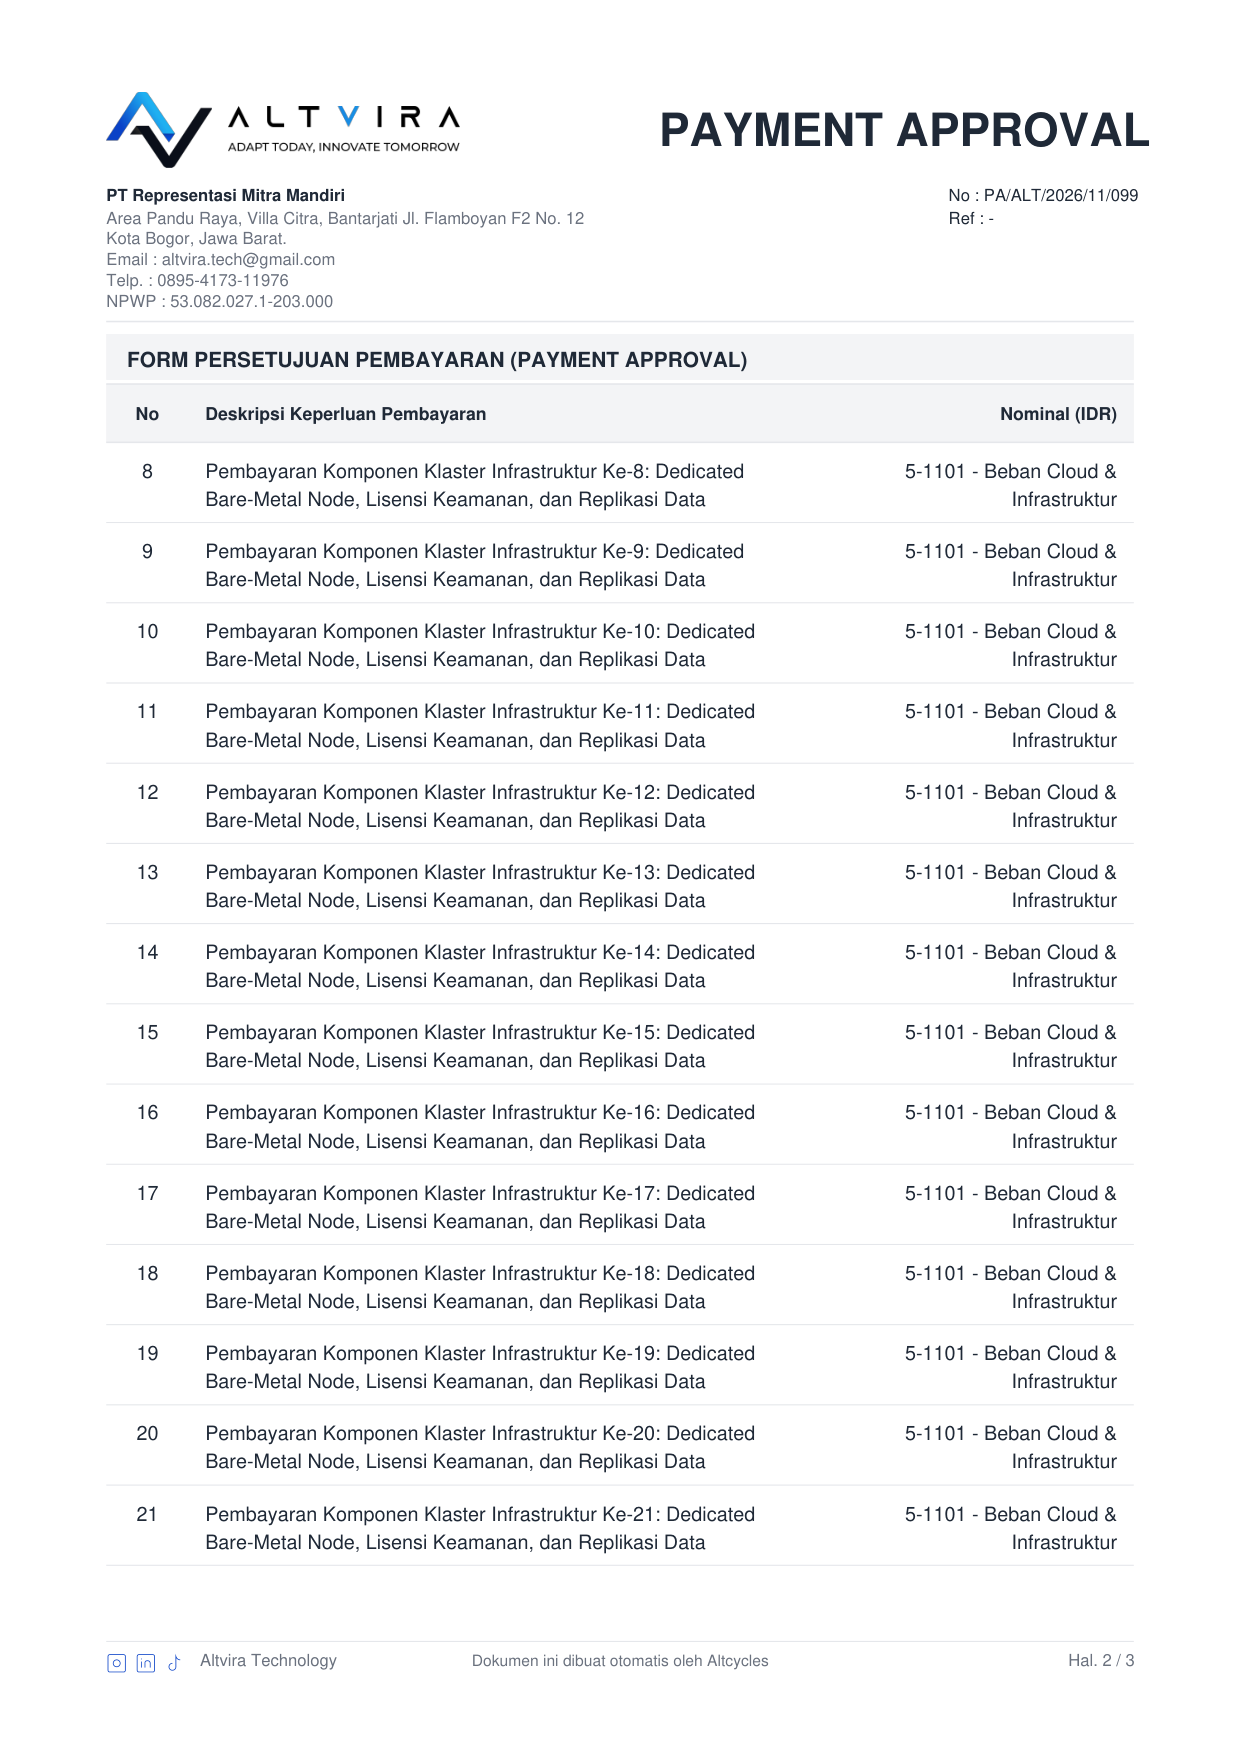 ALTVIRA
ADAPT TODAY, INNOVATE TOMORROW
PAYMENT APPROVAL
PT Representasi Mitra Mandiri
Area Pandu Raya, Villa Citra, Bantarjati Jl. Flamboyan F2 No. 12
Kota Bogor, Jawa Barat.
Email : altvira.tech@gmail.com
Telp. : 0895-4173-11976
NPWP : 53.082.027.1-203.000
No : PA/ALT/2026/11/099
Ref : -
FORM PERSETUJUAN PEMBAYARAN (PAYMENT APPROVAL)
No Deskripsi Keperluan Pembayaran Nominal (IDR)
8 Pembayaran Komponen Klaster Infrastruktur Ke-8: Dedicated 5-1101 - Beban Cloud &
Bare-Metal Node, Lisensi Keamanan, dan Replikasi Data Infrastruktur
9 Pembayaran Komponen Klaster Infrastruktur Ke-9: Dedicated 5-1101 - Beban Cloud &
Bare-Metal Node, Lisensi Keamanan, dan Replikasi Data Infrastruktur
10 Pembayaran Komponen Klaster Infrastruktur Ke-10: Dedicated 5-1101 - Beban Cloud &
Bare-Metal Node, Lisensi Keamanan, dan Replikasi Data Infrastruktur
11 Pembayaran Komponen Klaster Infrastruktur Ke-11: Dedicated 5-1101 - Beban Cloud &
Bare-Metal Node, Lisensi Keamanan, dan Replikasi Data Infrastruktur
12 Pembayaran Komponen Klaster Infrastruktur Ke-12: Dedicated 5-1101 - Beban Cloud &
Bare-Metal Node, Lisensi Keamanan, dan Replikasi Data Infrastruktur
13 Pembayaran Komponen Klaster Infrastruktur Ke-13: Dedicated 5-1101 - Beban Cloud &
Bare-Metal Node, Lisensi Keamanan, dan Replikasi Data Infrastruktur
14 Pembayaran Komponen Klaster Infrastruktur Ke-14: Dedicated 5-1101 - Beban Cloud &
Bare-Metal Node, Lisensi Keamanan, dan Replikasi Data Infrastruktur
15 Pembayaran Komponen Klaster Infrastruktur Ke-15: Dedicated 5-1101 - Beban Cloud &
Bare-Metal Node, Lisensi Keamanan, dan Replikasi Data Infrastruktur
16 Pembayaran Komponen Klaster Infrastruktur Ke-16: Dedicated 5-1101 - Beban Cloud &
Bare-Metal Node, Lisensi Keamanan, dan Replikasi Data Infrastruktur
17 Pembayaran Komponen Klaster Infrastruktur Ke-17: Dedicated 5-1101 - Beban Cloud &
Bare-Metal Node, Lisensi Keamanan, dan Replikasi Data Infrastruktur
18 Pembayaran Komponen Klaster Infrastruktur Ke-18: Dedicated 5-1101 - Beban Cloud &
Bare-Metal Node, Lisensi Keamanan, dan Replikasi Data Infrastruktur
19 Pembayaran Komponen Klaster Infrastruktur Ke-19: Dedicated 5-1101 - Beban Cloud &
Bare-Metal Node, Lisensi Keamanan, dan Replikasi Data Infrastruktur
20 Pembayaran Komponen Klaster Infrastruktur Ke-20: Dedicated 5-1101 - Beban Cloud &
Bare-Metal Node, Lisensi Keamanan, dan Replikasi Data Infrastruktur
21 Pembayaran Komponen Klaster Infrastruktur Ke-21: Dedicated 5-1101 - Beban Cloud &
Bare-Metal Node, Lisensi Keamanan, dan Replikasi Data Infrastruktur
in Altvira Technology Dokumen ini dibuat otomatis oleh Altcycles Hal. 2 / 3